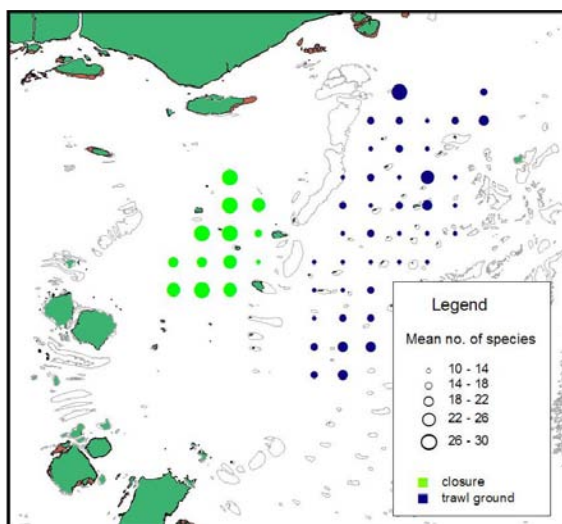 Legend
Mean no. of species
10 - 14
14 - 18
18 - 22
22 - 26
26 - 30
closure
trawl ground